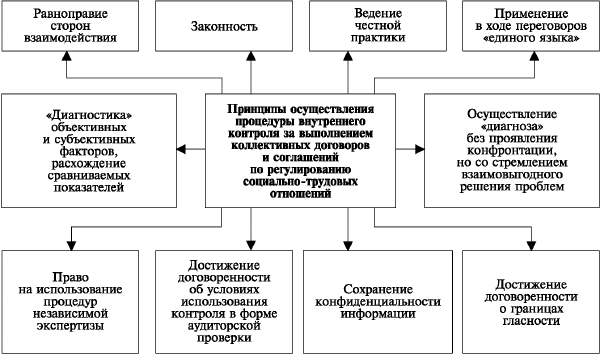 Равноправие
сторон
взаимодействия
Законность
Ведение
честной
практики
Применение
в ходе переговоров
«единого языка»
«Диагностика»
объективных
и субъективных
факторов,
расхождение
сравниваемых
показателей
Принципы осуществления
процедуры внутреннего
контроля за выполнением
коллективных договоров
и соглашений
по регулированию
социально-трудовых
отношений
Осуществление
«диагноза»
без проявления
конфронтации,
но со стремлением
взаимовыгодного
решения проблем
Право
на использование
процедур
независимой
экспертизы
Достижение
договоренности
об условиях
использования
контроля в форме
аудиторской
проверки
Сохранение
конфиденциальности
информации
Достижение
договоренности
о границах
гласности